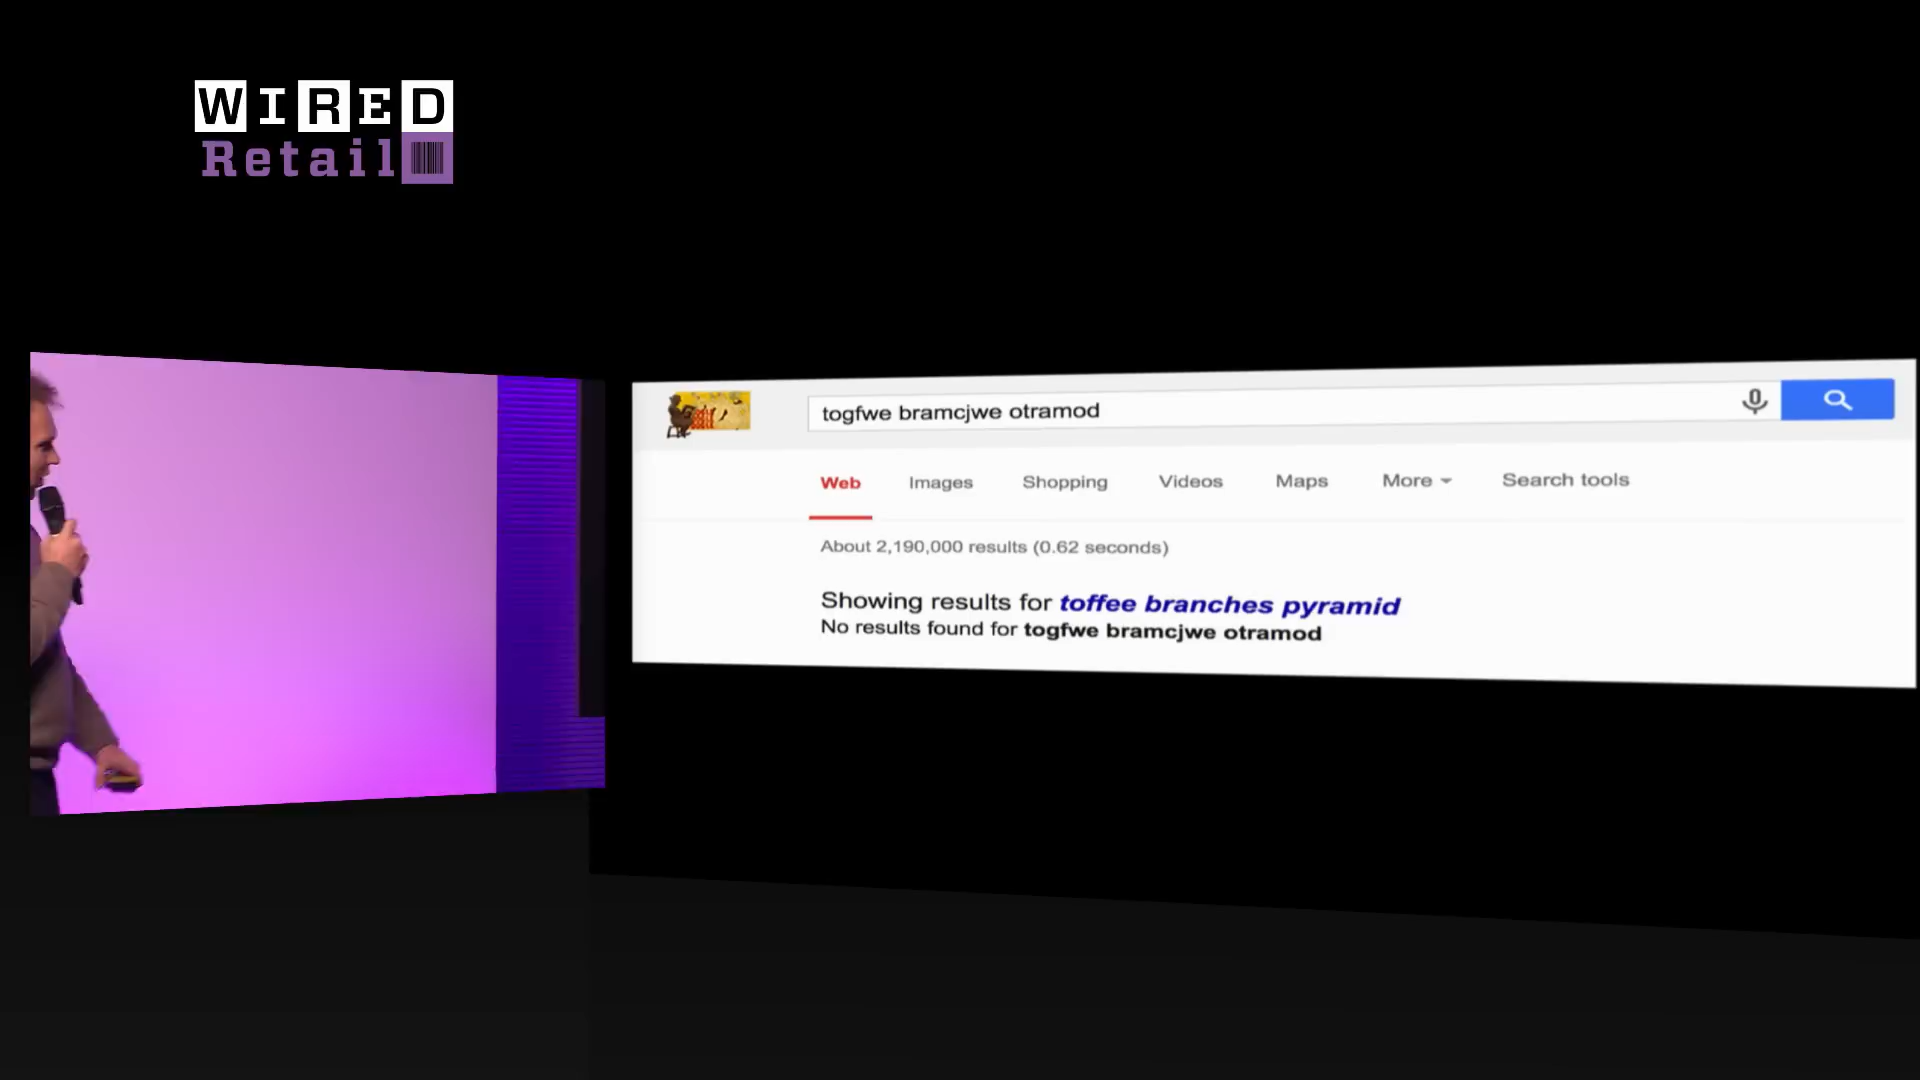 WIRED
Retail
togfwe bramcjwe otramod
Web Images Shopping Videos Maps More Search tools
About 2,190,000 results (0.62 seconds)
Showing results for toffee branches pyramid
No results found for togfwe bramcjwe otramod